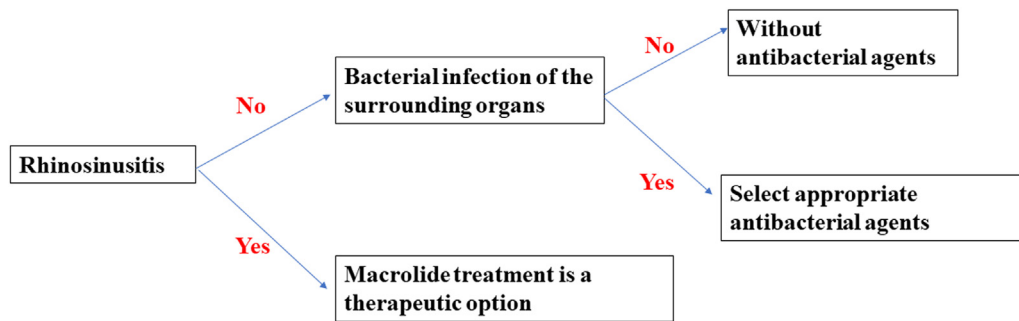 Rhinosinusitis
No
Yes
Bacterial infection of the
surrounding organs
Macrolide treatment is a
therapeutic option
No
Yes
Without
antibacterial agents
Select appropriate
antibacterial agents